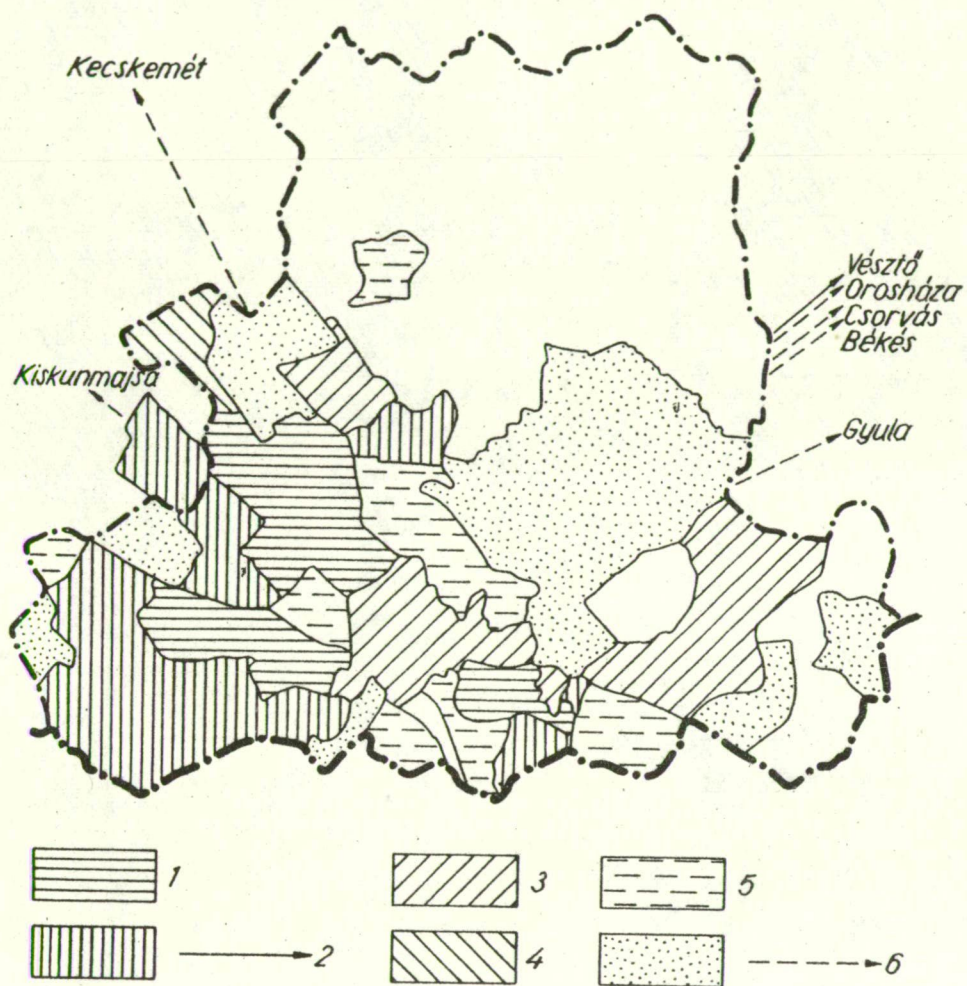 Kecskemét
Vésztő
Orosháza
Csorvás
Békés
Kiskunmajsa
Gyula
1
3
5
2
4
6